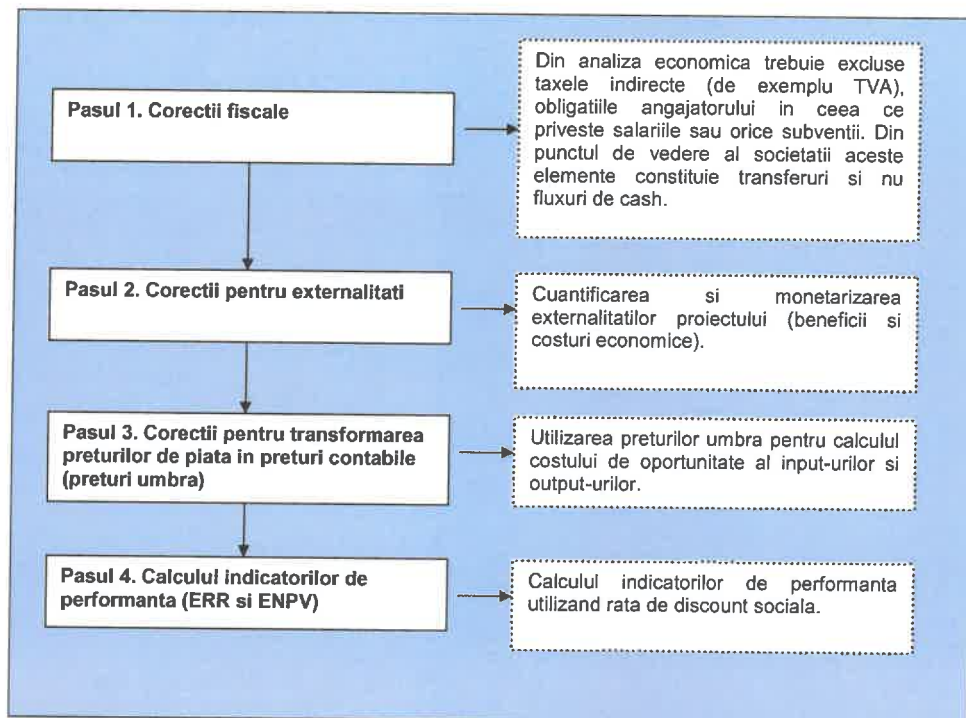 Pasul 1. Corectii fiscale
Din analiza economica trebuie excluse
taxele indirecte (de exemplu TVA),
obligatiile angajatorului in ceea ce
priveste salariile sau orice subventii. Din
punctul de vedere al societatii aceste
elemente constituie transferuri si nu
fluxuri de cash.
Pasul 2. Corectii pentru externalitati
Cuantificarea si monetarizarea
externalitatilor proiectului (beneficii si
costuri economice).
Pasul 3. Corectii pentru transformarea
preturilor de piata in preturi contabile
(preturi umbra)
Utilizarea preturilor umbra pentru calculul
costului de oportunitate al input-urilor si
output-urilor.
Pasul 4. Calculul indicatorilor de
performanta (ERR si ENPV)
Calculul indicatorilor de performanta
utilizand rata de discount sociala.